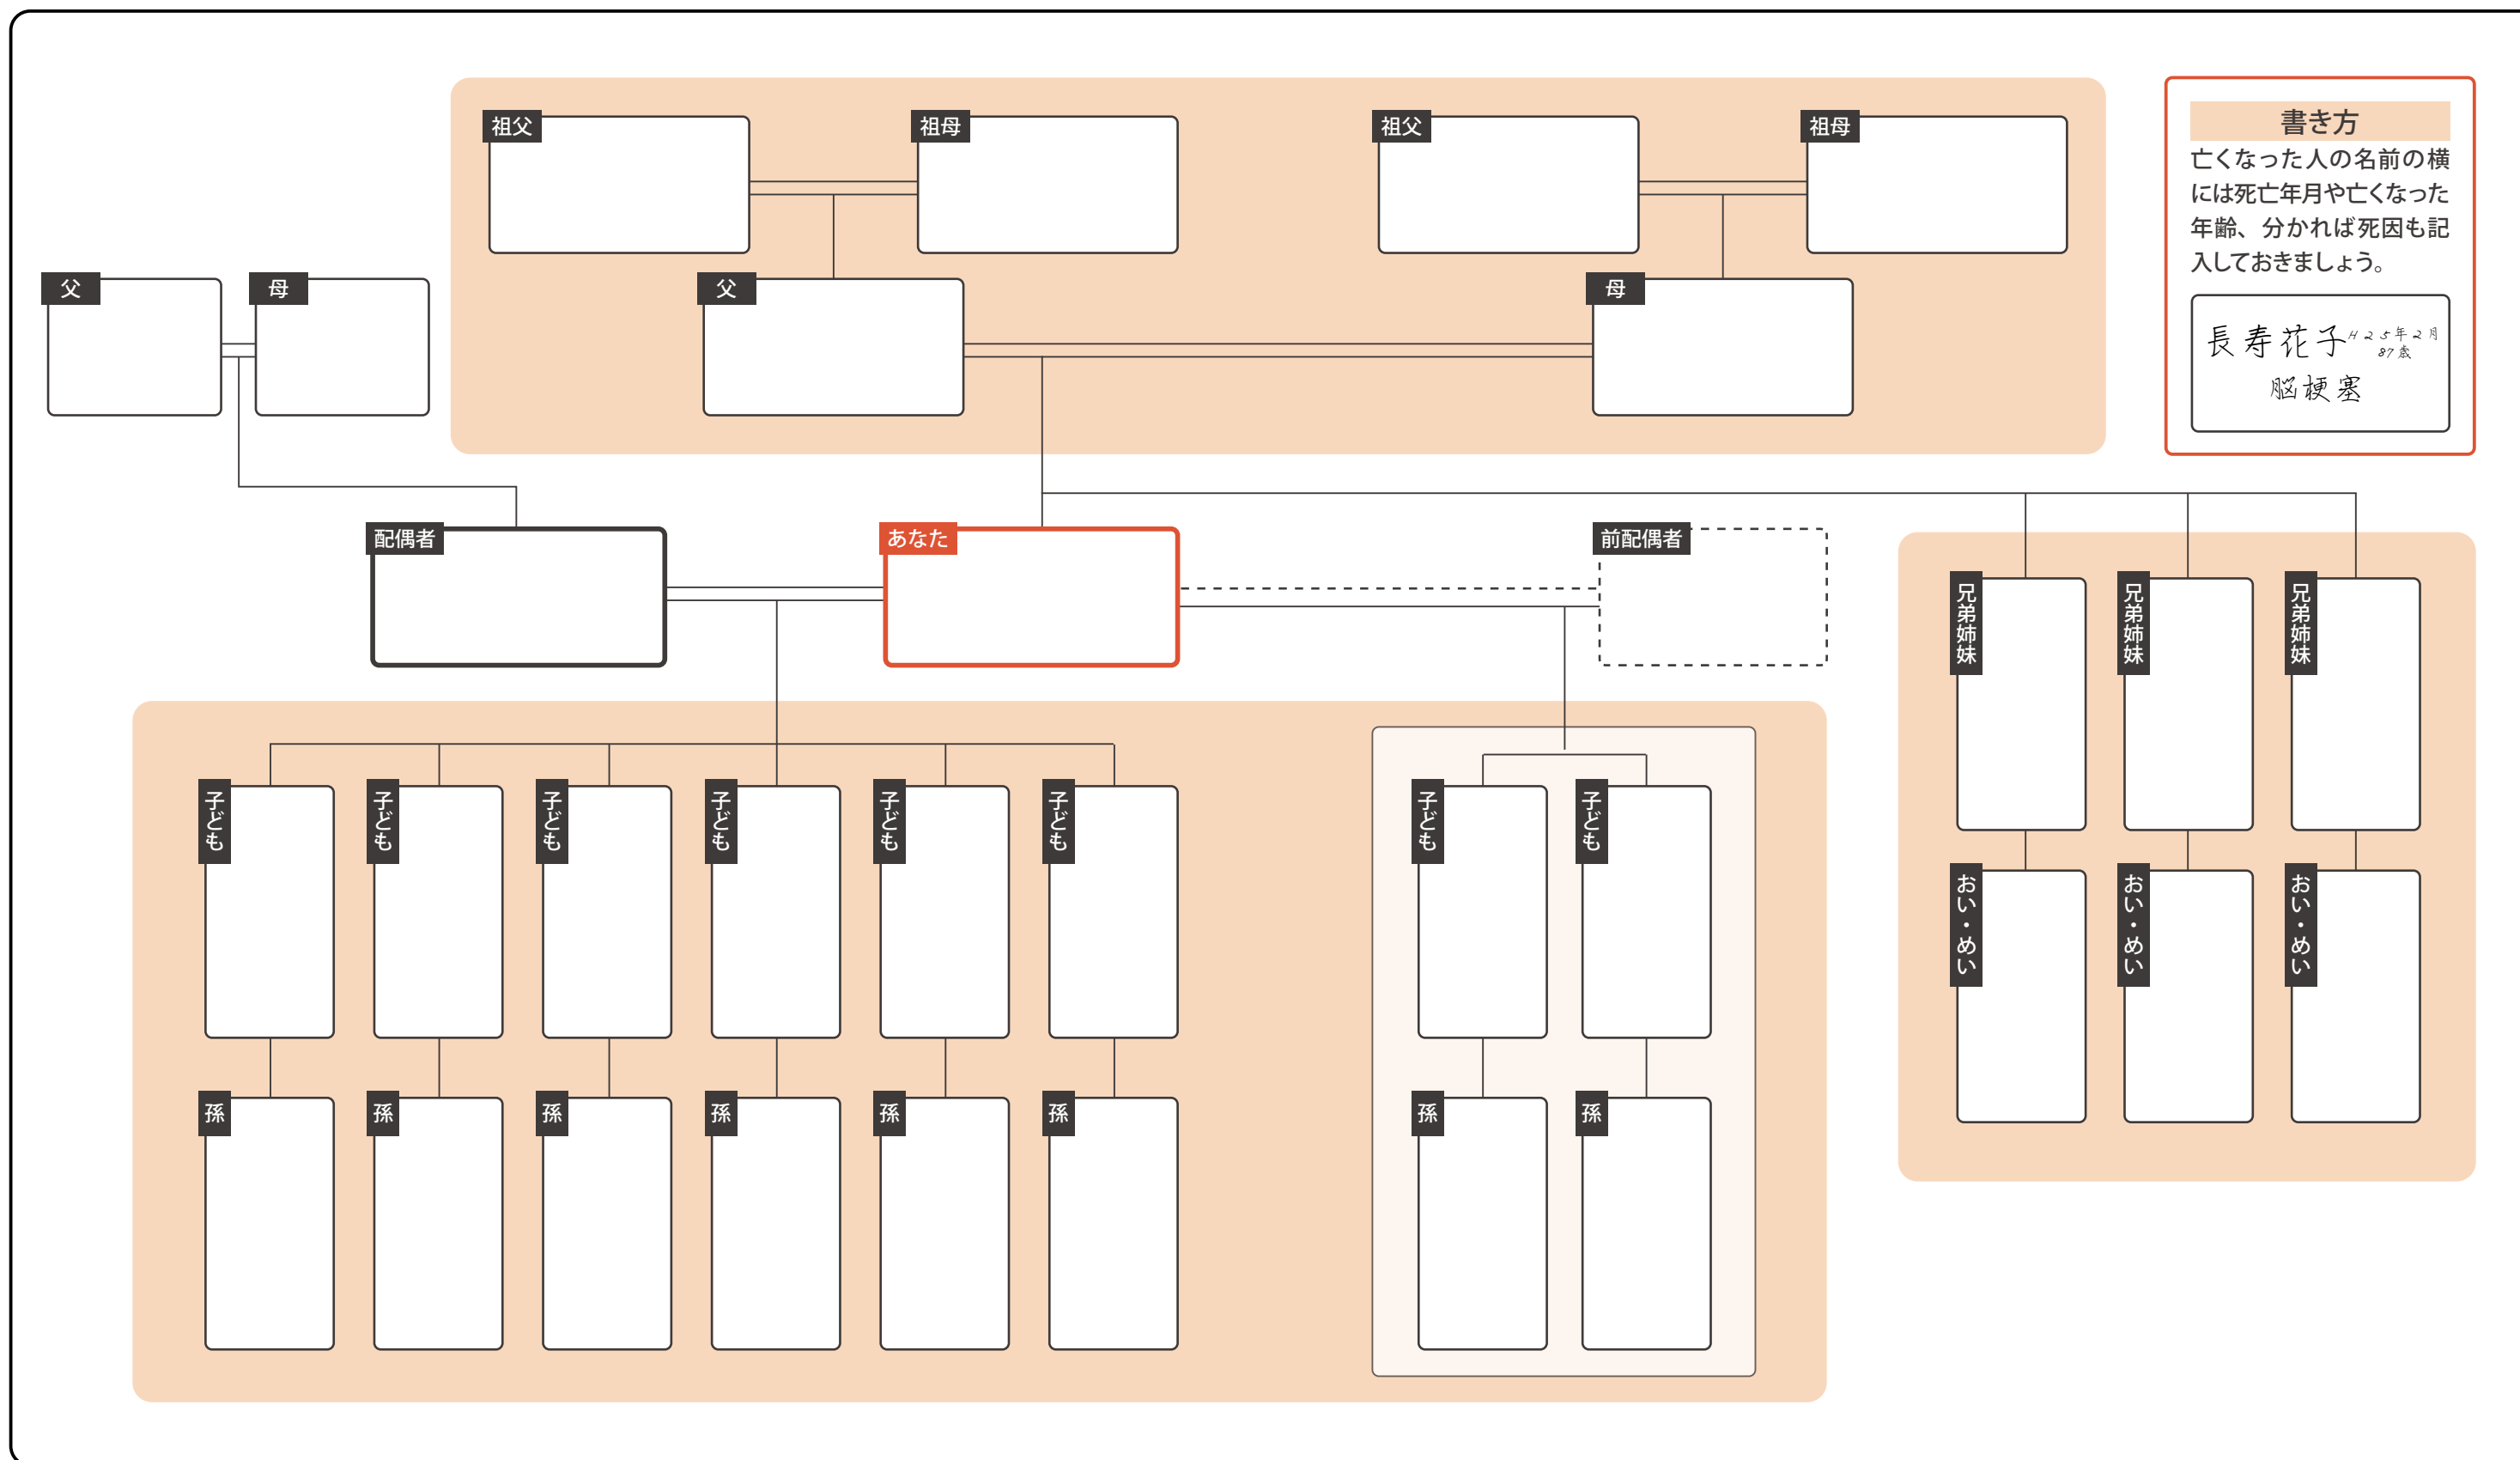 祖父
祖母
祖父
祖母
書き方
亡くなった人の名前の横
には死亡年月や亡くなった
年齢、分かれば死因も記
入しておきましょう。
長寿花子 H25年2月
87歳
脳梗塞
父
母
父
母
配偶者
あなた
前配偶者
兄弟姉妹
兄弟姉妹
兄弟姉妹
子ども
子ども
子ども
子ども
子ども
子ども
子ども
子ども
おい・めい
おい・めい
おい・めい
孫
孫
孫
孫
孫
孫
孫
孫